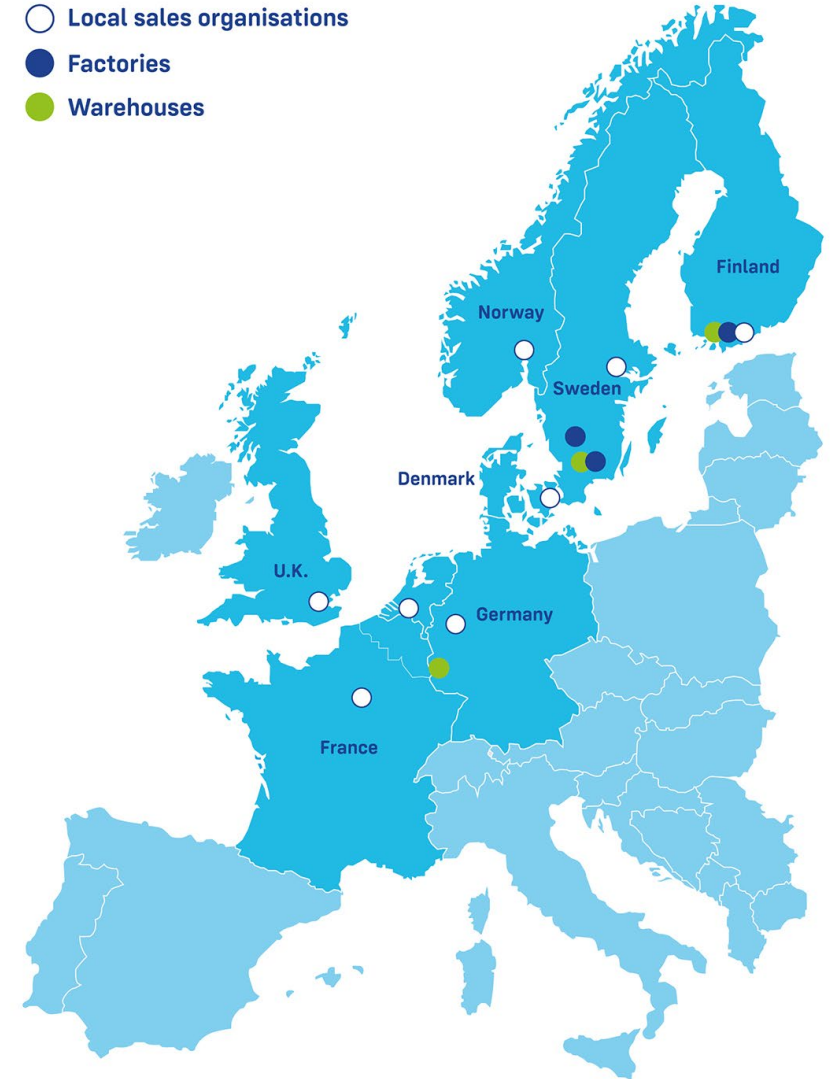 Local sales organisations
Factories
Warehouses
Finland
Norway
Sweden
Denmark
U.K.
Germany
France